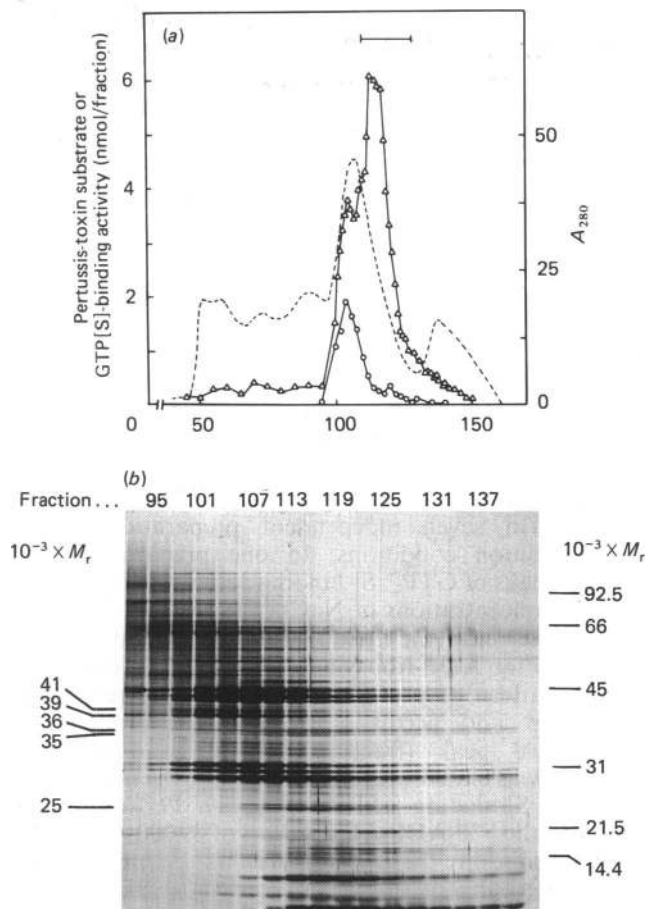 (a)
Pertussis-toxin substrate or
GTP[S]-binding activity (nmol/fraction)
6
4
2
0
50
100
150
50
25
0
A280
(b)
Fraction... 95 101 107 113 119 125 131 137
10⁻³ × Mr
41
39
36
35
25
10⁻³ × Mr
92.5
66
45
31
21.5
14.4